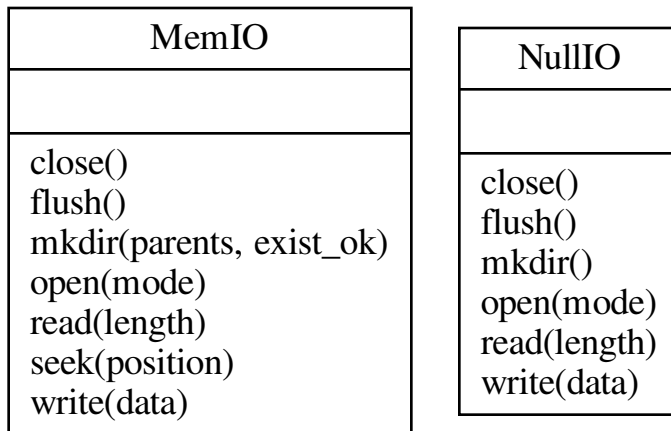 MemIO
close()
flush()
mkdir(parents, exist_ok)
open(mode)
read(length)
seek(position)
write(data)
NullIO
close()
flush()
mkdir()
open(mode)
read(length)
write(data)